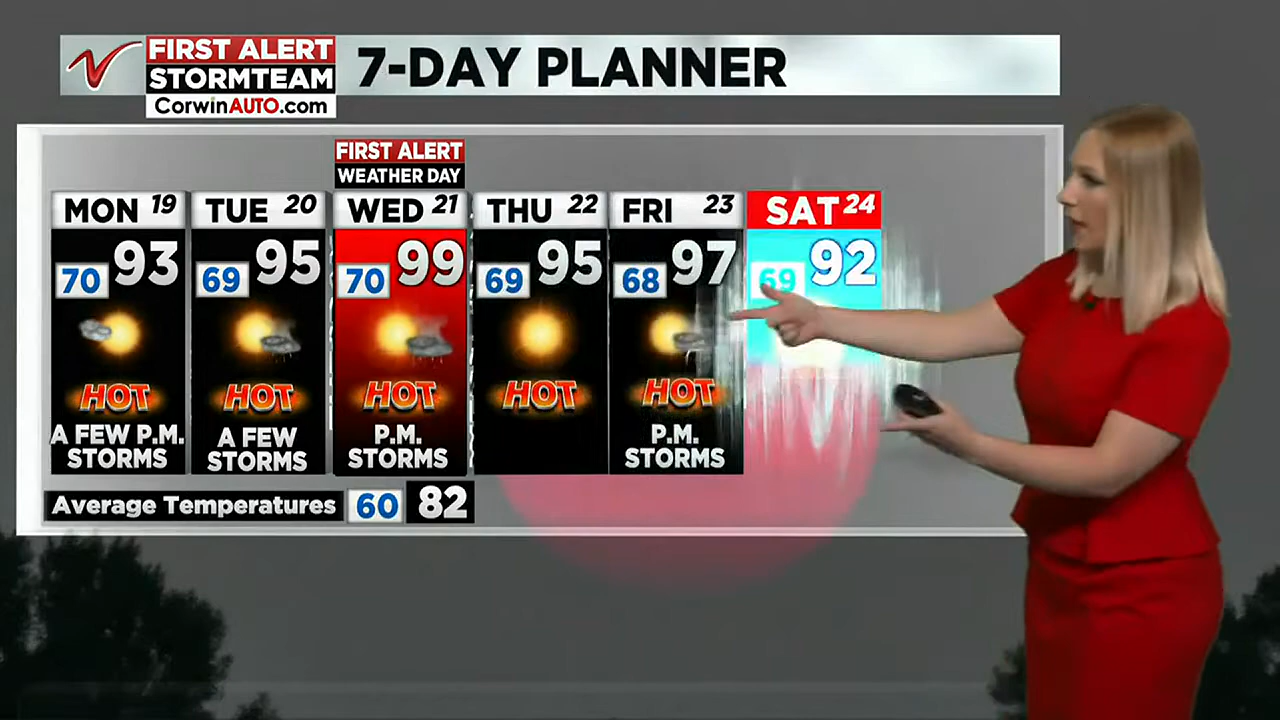 FIRST ALERT
STORMTEAM
CorwinAUTO.com
7-DAY PLANNER
FIRST ALERT
WEATHER DAY
MON 19
93
70
HOT
A FEW P.M.
STORMS
TUE 20
95
69
HOT
A FEW
STORMS
WED 21
99
70
HOT
P.M.
STORMS
THU 22
95
69
HOT
FRI 23
97
68
HOT
P.M.
STORMS
SAT 24
92
69
Average Temperatures 60 82